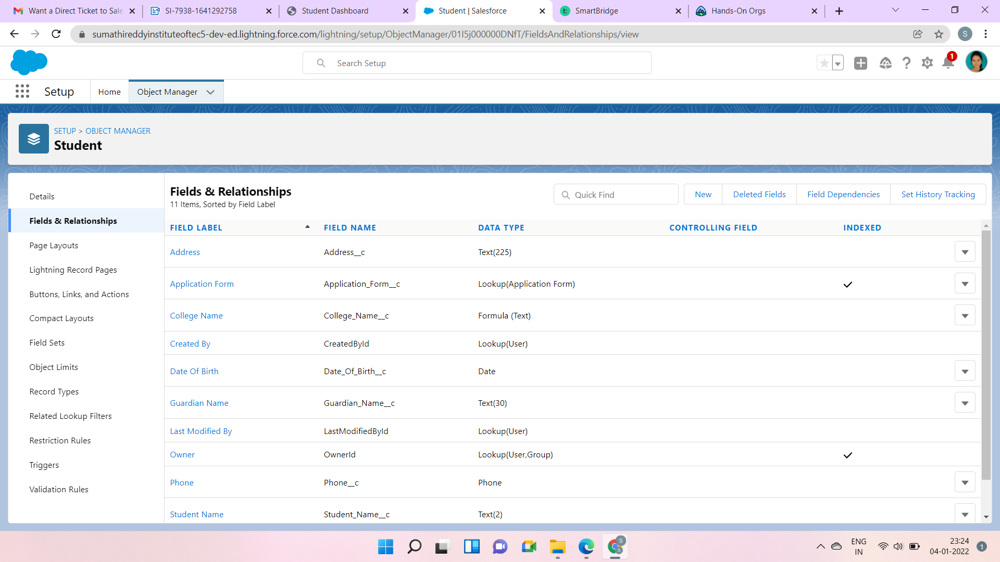 Want a Direct Ticket to Sale
SI-7938-1641292758
Student Dashboard
Student | Salesforce
SmartBridge
Hands-On Orgs
sumathireddyinstituteoftec5-dev-ed.lightning.force.com/lightning/setup/ObjectManager/01I5j000000DNfT/FieldsAndRelationships/view
S
Search Setup
1
Setup
Home
Object Manager
SETUP > OBJECT MANAGER
Student
Details
Fields & Relationships
Page Layouts
Lightning Record Pages
Buttons, Links, and Actions
Compact Layouts
Field Sets
Object Limits
Record Types
Related Lookup Filters
Restriction Rules
Triggers
Validation Rules
Fields & Relationships
11 Items, Sorted by Field Label
Quick Find
New
Deleted Fields
Field Dependencies
Set History Tracking
FIELD LABEL FIELD NAME DATA TYPE CONTROLLING FIELD INDEXED
Address Address__c Text(225)
Application Form Application_Form__c Lookup(Application Form)
College Name College_Name__c Formula (Text)
Created By CreatedById Lookup(User)
Date Of Birth Date_Of_Birth__c Date
Guardian Name Guardian_Name__c Text(30)
Last Modified By LastModifiedById Lookup(User)
Owner OwnerId Lookup(User,Group)
Phone Phone__c Phone
Student Name Student_Name__c Text(2)
S
S
ENG
IN
23:24
04-01-2022
1